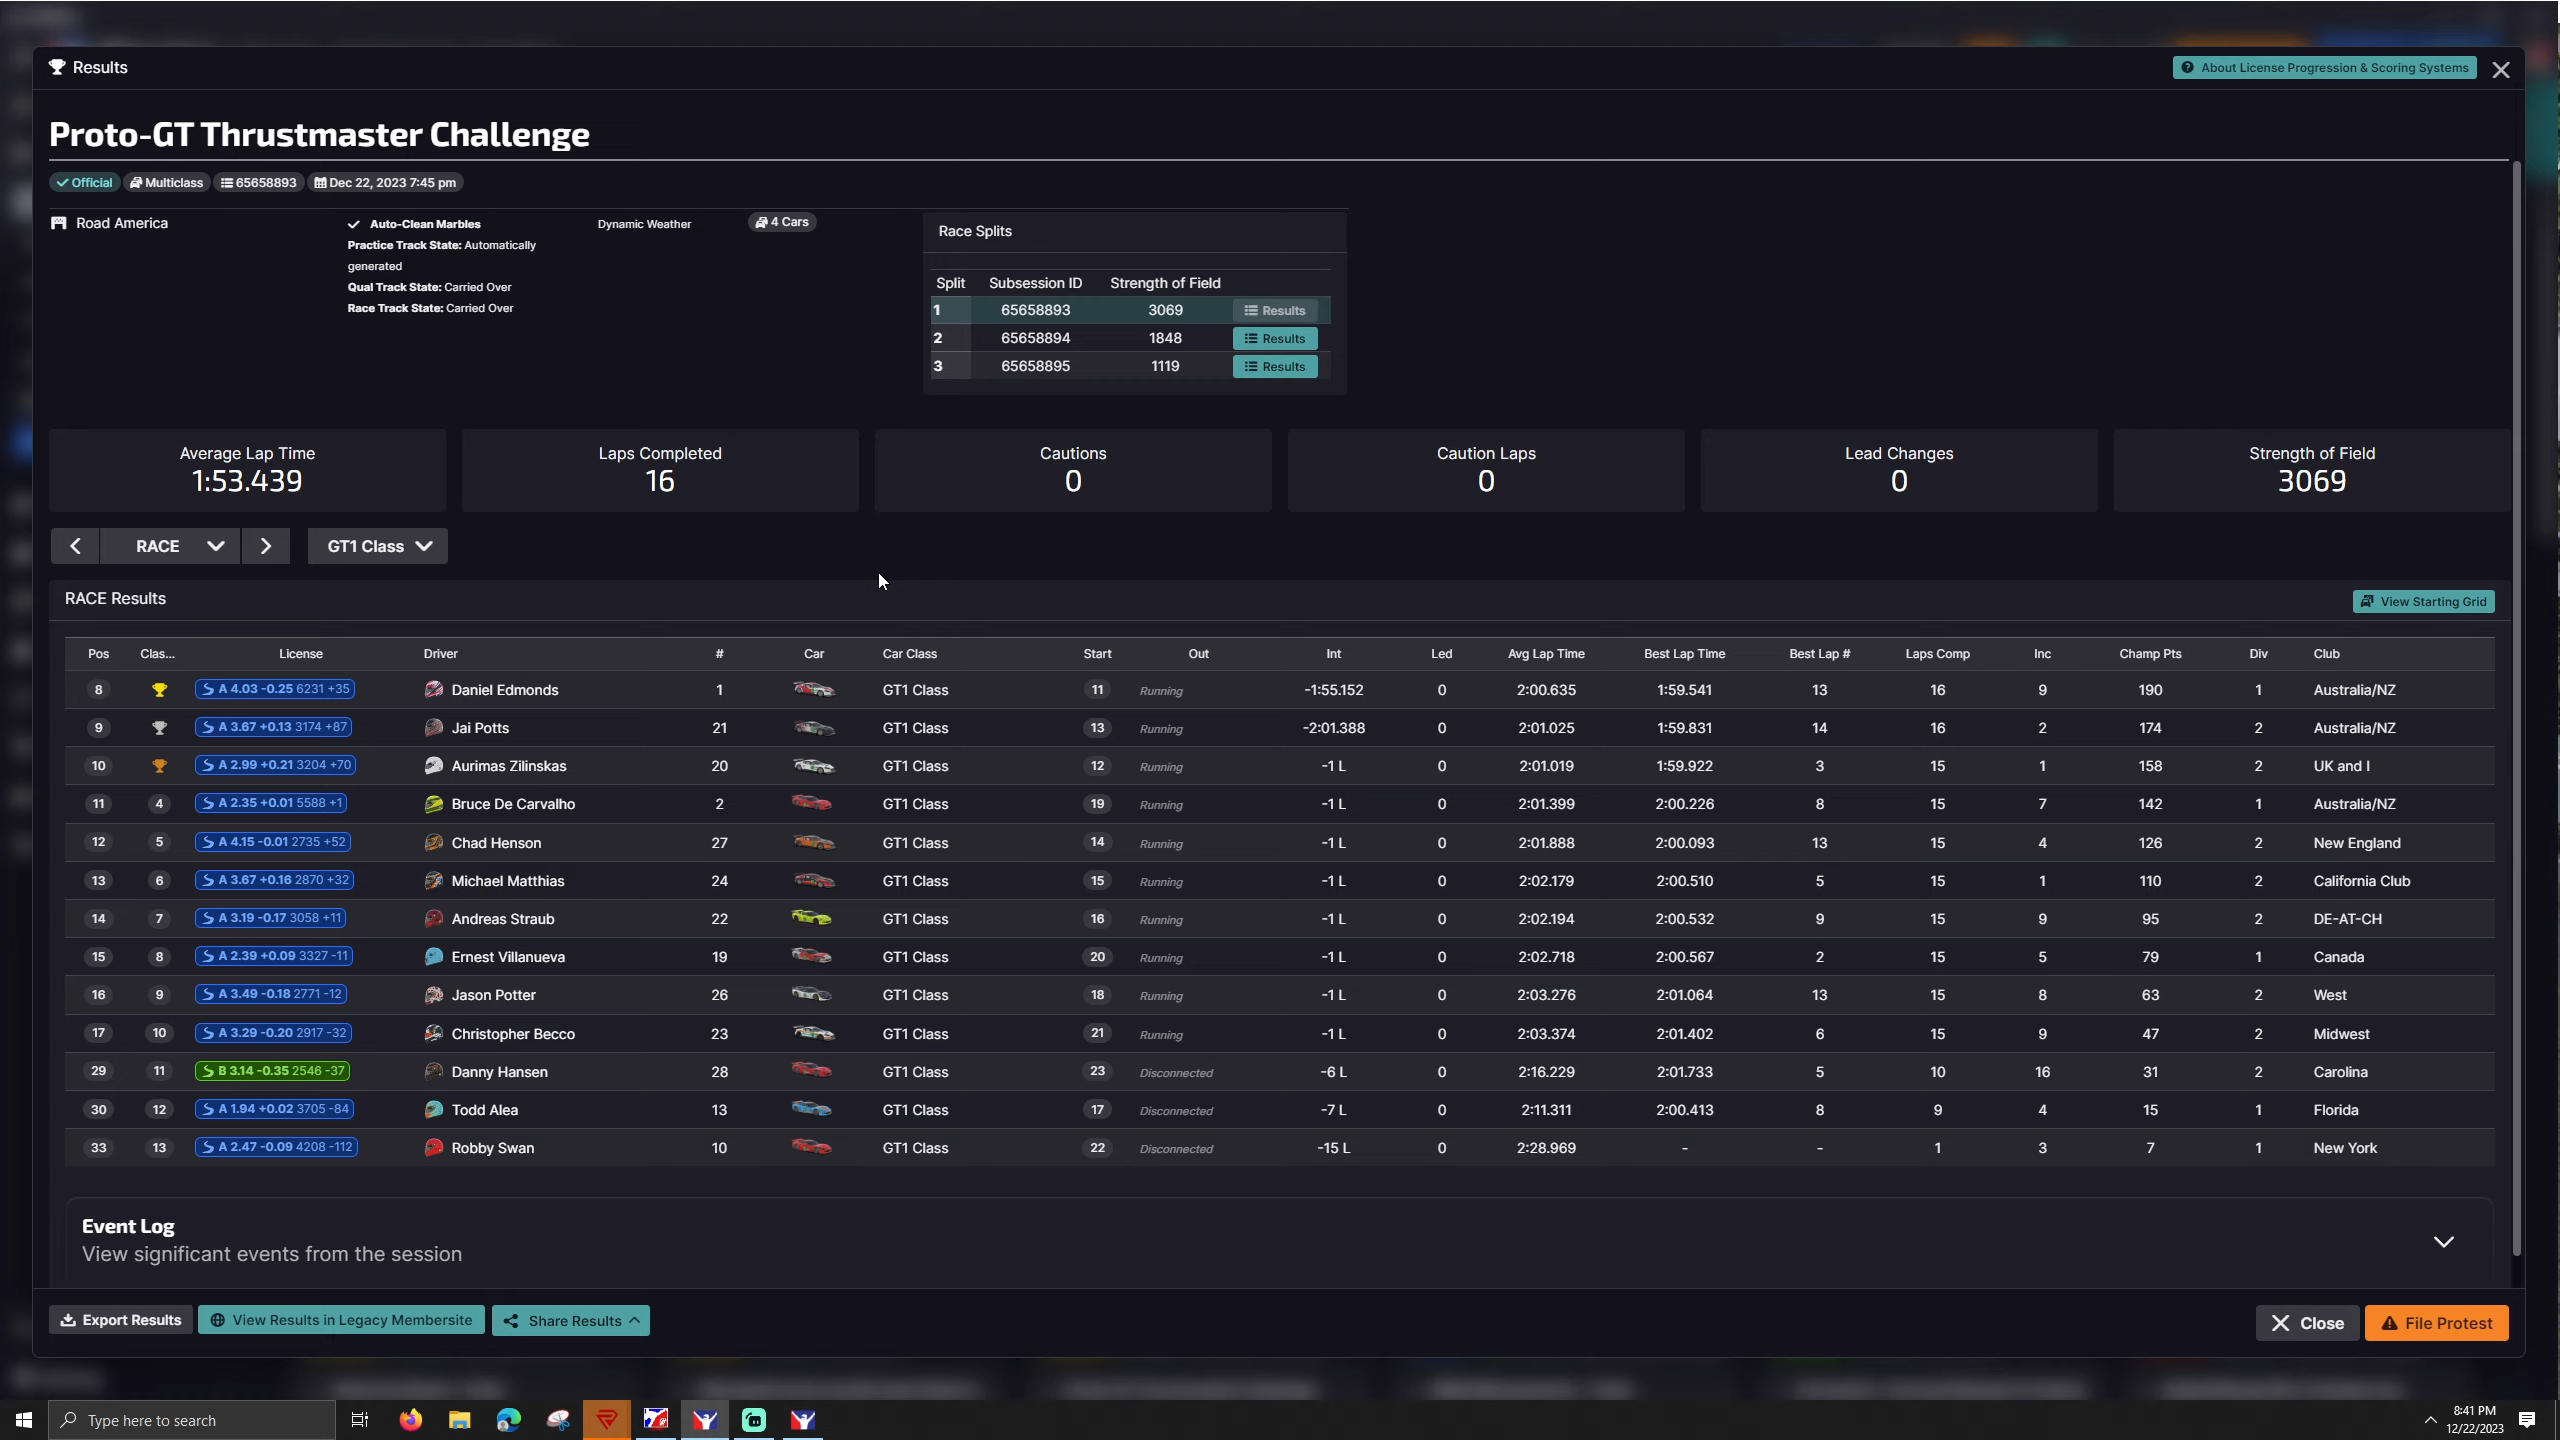 Results
About License Progression & Scoring Systems
Proto-GT Thrustmaster Challenge
Official Multiclass 65658893 Dec 22, 2023 7:45 pm
Road America
Auto-Clean Marbles
Practice Track State: Automatically
generated
Qual Track State: Carried Over
Race Track State: Carried Over
Dynamic Weather
4 Cars
Race Splits
Split Subsession ID Strength of Field
1 65658893 3069 Results
2 65658894 1848 Results
3 65658895 1119 Results
Average Lap Time
1:53.439
Laps Completed
16
Cautions
0
Caution Laps
0
Lead Changes
0
Strength of Field
3069
RACE
GT1 Class
RACE Results
View Starting Grid
Pos Clas... License Driver # Car Car Class Start Out Int Led Avg Lap Time Best Lap Time Best Lap # Laps Comp Inc Champ Pts Div Club
8 A 4.03 -0.25 6231 +35 Daniel Edmonds 1 GT1 Class 11 Running -1:55.152 0 2:00.635 1:59.541 13 16 9 190 1 Australia/NZ
9 A 3.67 +0.13 3174 +87 Jai Potts 21 GT1 Class 13 Running -2:01.388 0 2:01.025 1:59.831 14 16 2 174 2 Australia/NZ
10 A 2.99 +0.21 3204 +70 Aurimas Zilinskas 20 GT1 Class 12 Running -1 L 0 2:01.019 1:59.922 3 15 1 158 2 UK and I
11 4 A 2.35 +0.01 5588 +1 Bruce De Carvalho 2 GT1 Class 19 Running -1 L 0 2:01.399 2:00.226 8 15 7 142 1 Australia/NZ
12 5 A 4.15 -0.01 2735 +52 Chad Henson 27 GT1 Class 14 Running -1 L 0 2:01.888 2:00.093 13 15 4 126 2 New England
13 6 A 3.67 +0.16 2870 +32 Michael Matthias 24 GT1 Class 15 Running -1 L 0 2:02.179 2:00.510 5 15 1 110 2 California Club
14 7 A 3.19 -0.17 3058 +11 Andreas Straub 22 GT1 Class 16 Running -1 L 0 2:02.194 2:00.532 9 15 9 95 2 DE-AT-CH
15 8 A 2.39 +0.09 3327 -11 Ernest Villanueva 19 GT1 Class 20 Running -1 L 0 2:02.718 2:00.567 2 15 5 79 1 Canada
16 9 A 3.49 -0.18 2771 -12 Jason Potter 26 GT1 Class 18 Running -1 L 0 2:03.276 2:01.064 13 15 8 63 2 West
17 10 A 3.29 -0.20 2917 -32 Christopher Becco 23 GT1 Class 21 Running -1 L 0 2:03.374 2:01.402 6 15 9 47 2 Midwest
29 11 B 3.14 -0.35 2546 -37 Danny Hansen 28 GT1 Class 23 Disconnected -6 L 0 2:16.229 2:01.733 5 10 16 31 2 Carolina
30 12 A 1.94 +0.02 3705 -84 Todd Alea 13 GT1 Class 17 Disconnected -7 L 0 2:11.311 2:00.413 8 9 4 15 1 Florida
33 13 A 2.47 -0.09 4208 -112 Robby Swan 10 GT1 Class 22 Disconnected -15 L 0 2:28.969 - - 1 3 7 1 New York
Event Log
View significant events from the session
Export Results View Results in Legacy Membersite Share Results Close File Protest
Type here to search
8:41 PM
12/22/2023